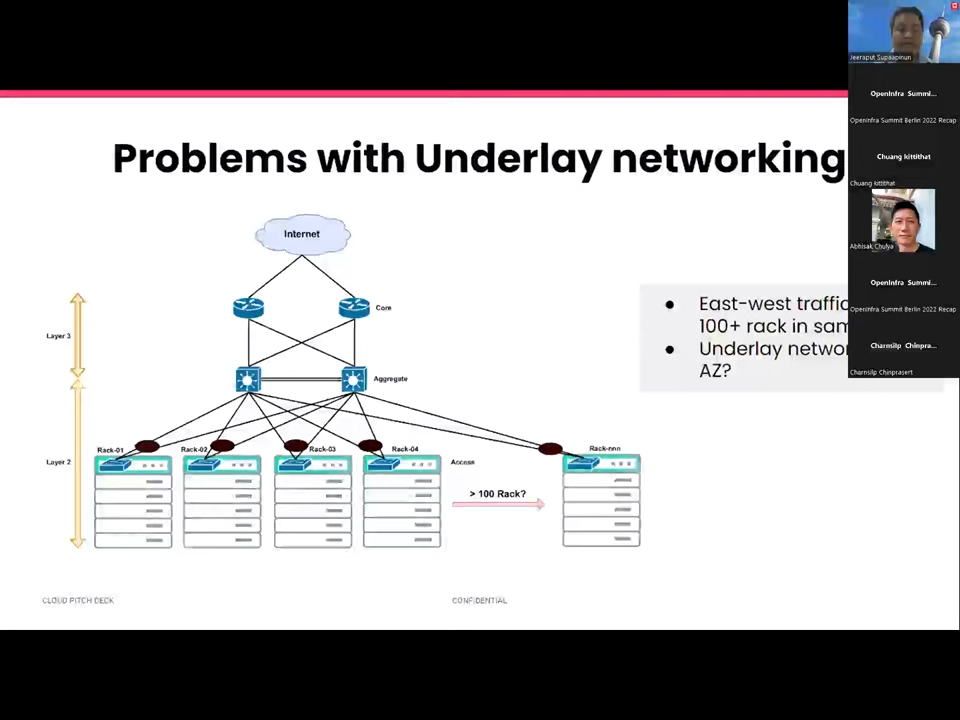 Problems with Underlay networking
Internet
Core
Layer 3
Aggregate
Rack-01
Rack-02
Rack-03
Rack-04
Rack-nnn
Layer 2
Access
> 100 Rack?
● East-west traffic
100+ rack in sam
● Underlay networ
AZ?
CLOUD PITCH DECK
CONFIDENTIAL
Jeeraput Supaapinun
OpenInfra Summi...
OpenInfra Summit Berlin 2022 Recap
Chuang kittithat
Chuang kittithat
Abhisak Chulya
OpenInfra Summi...
OpenInfra Summit Berlin 2022 Recap
Charnsilp Chinpra...
Charnsilp Chinprasert